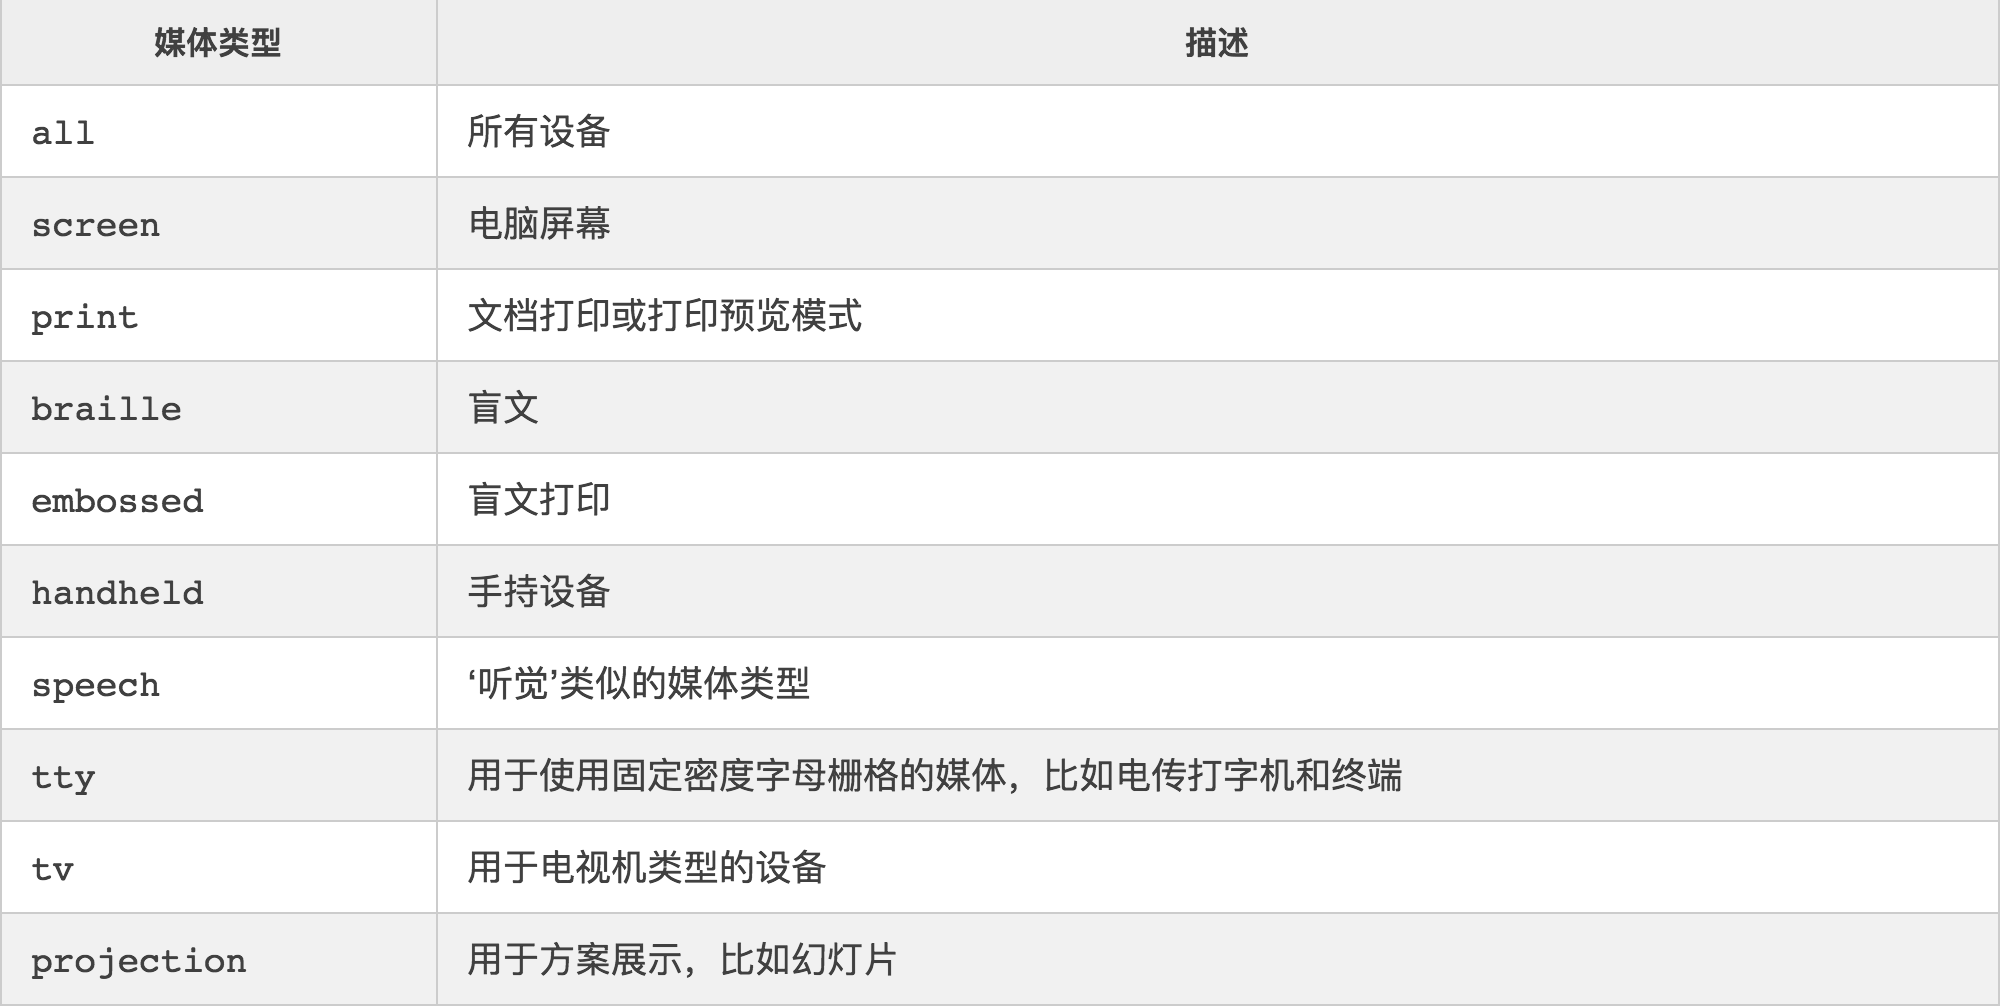 媒体类型 描述
all 所有设备
screen 电脑屏幕
print 文档打印或打印预览模式
braille 盲文
embossed 盲文打印
handheld 手持设备
speech ‘听觉’类似的媒体类型
tty 用于使用固定密度字母栅格的媒体，比如电传打字机和终端
tv 用于电视机类型的设备
projection 用于方案展示，比如幻灯片